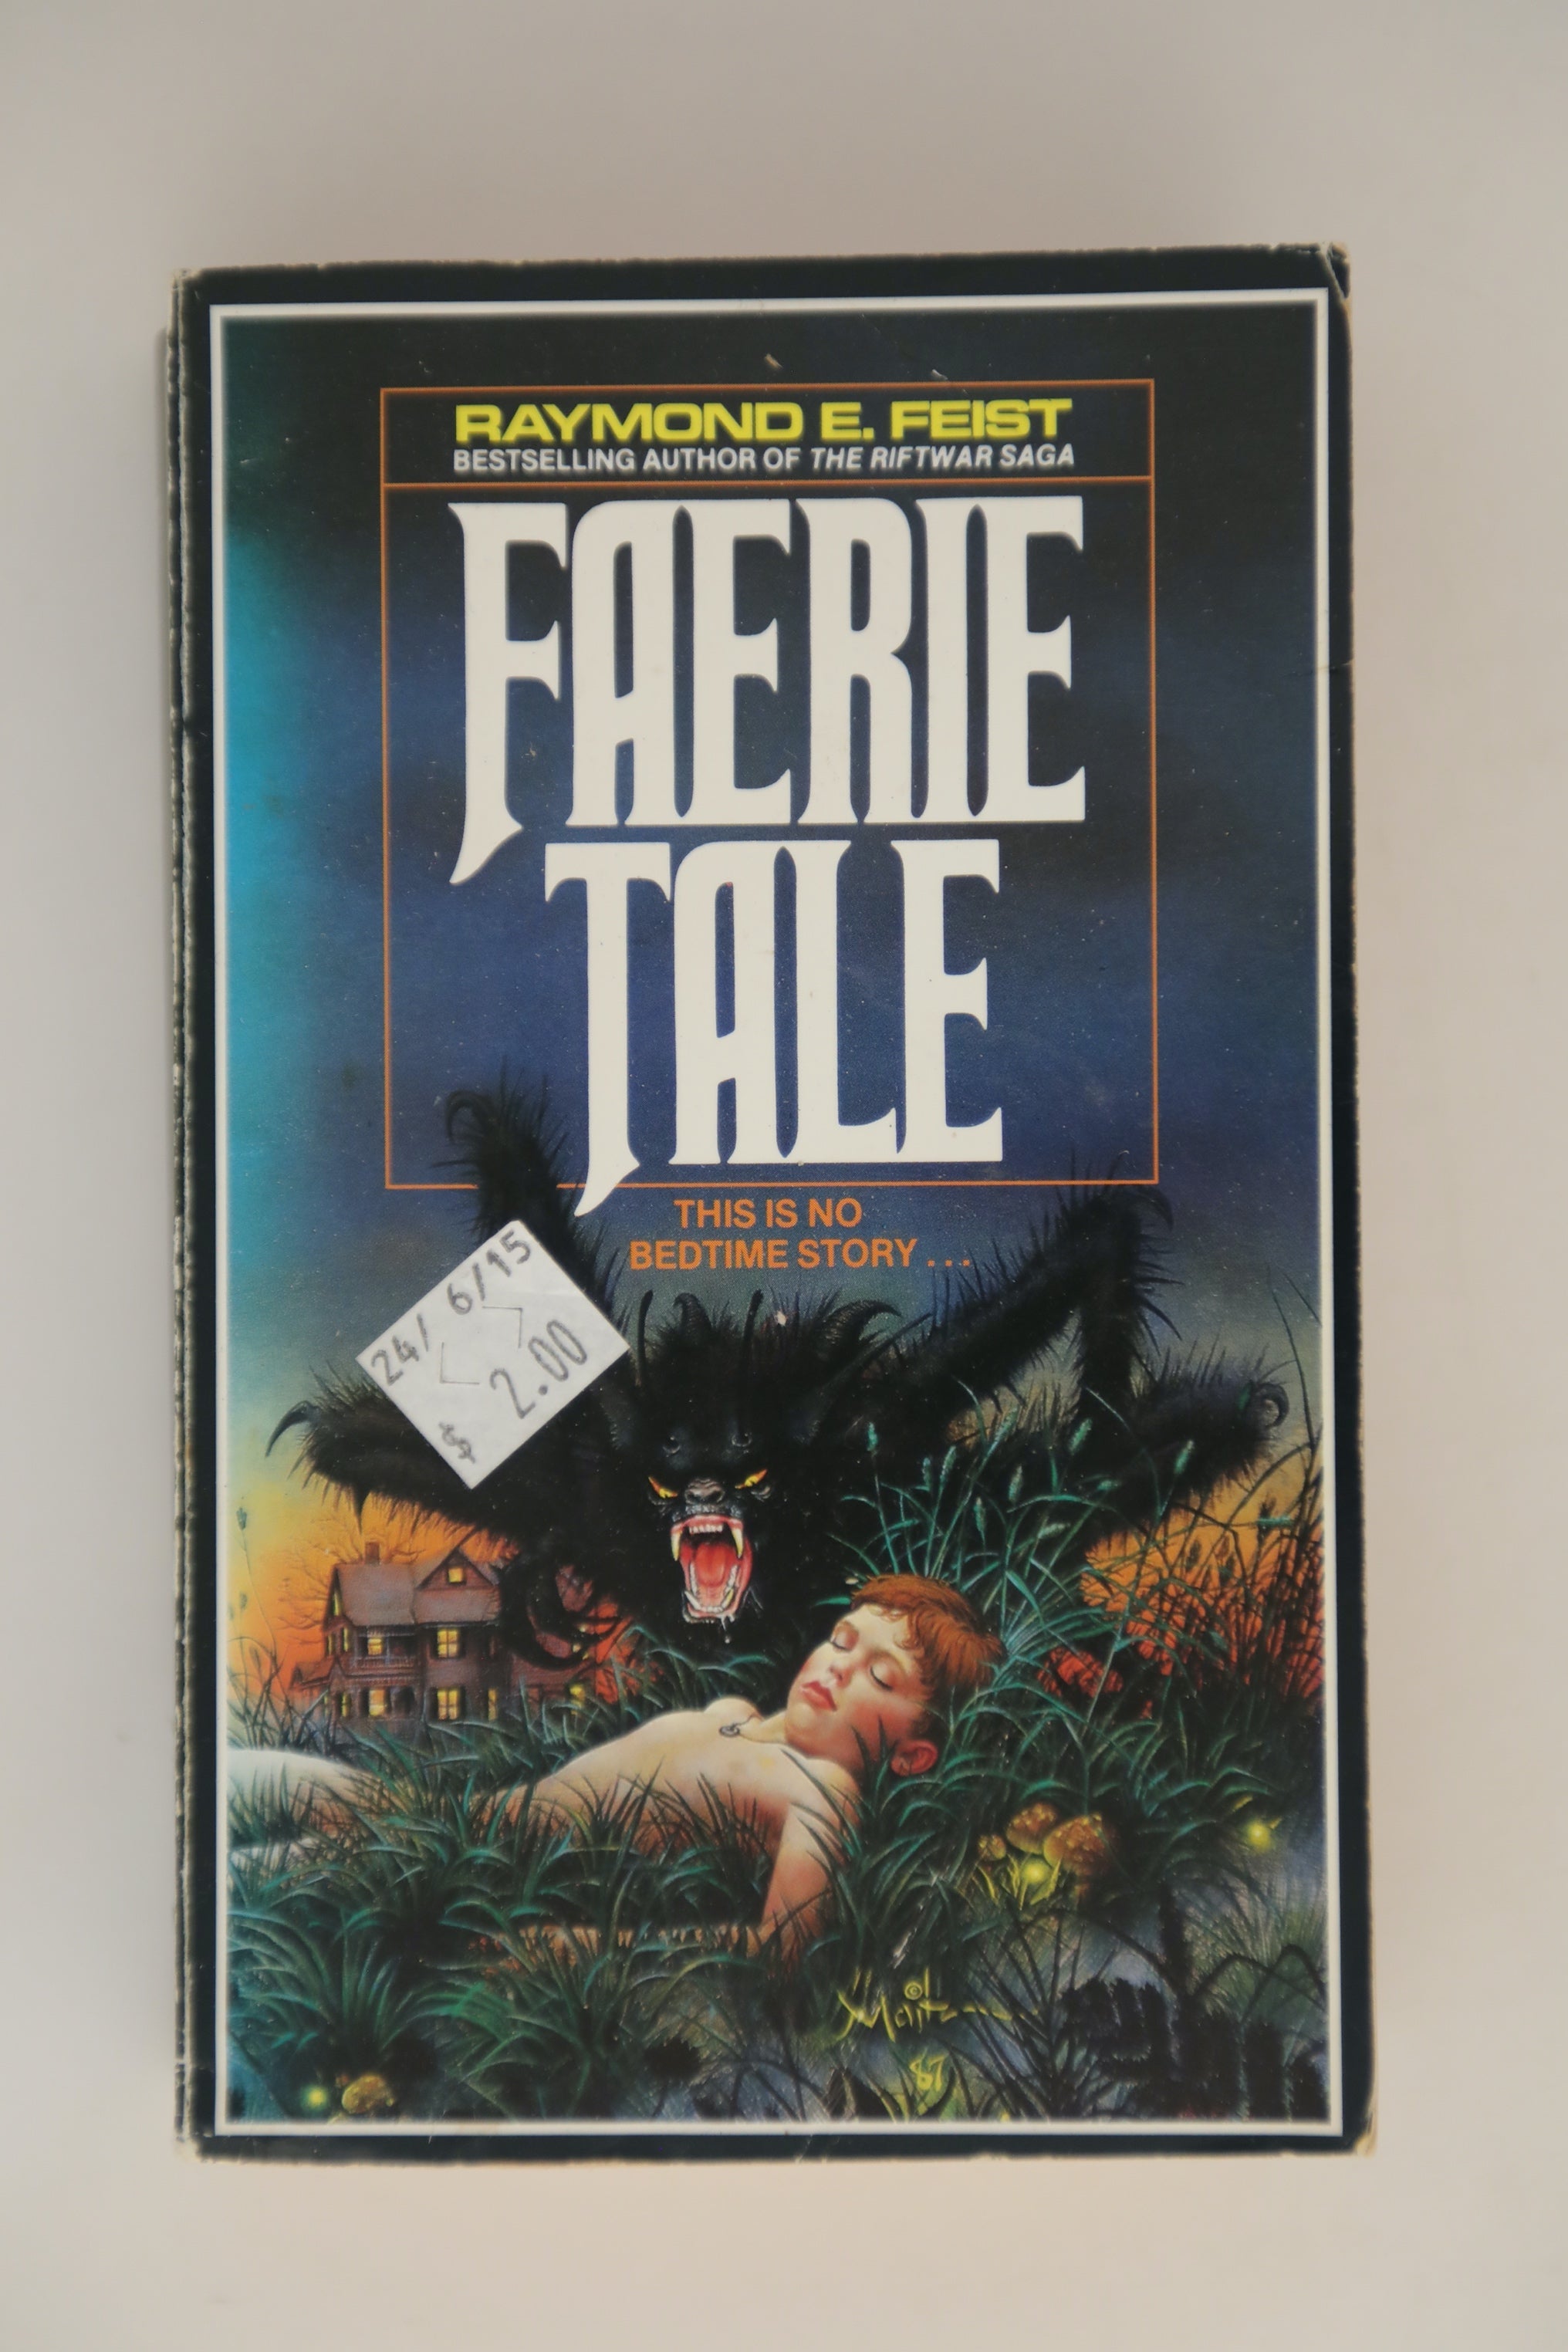 RAYMOND E. FEIST
BESTSELLING AUTHOR OF THE RIFTWAR SAGA
FAERIE
TALE
THIS IS NO
BEDTIME STORY . . .
24/ 6/15
$ 2.00
©
Maitz
87